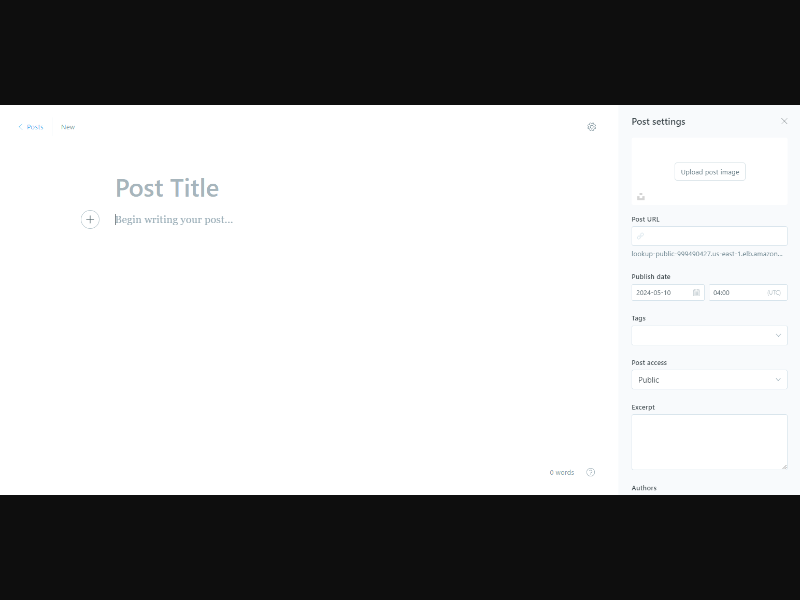 Posts
New
Post settings
Upload post image
Post Title
Begin writing your post...
Post URL
lookup-public-999490427.us-east-1.elb.amazon...
Publish date
2024-05-10
04:00
(UTC)
Tags
Post access
Public
Excerpt
0 words
Authors